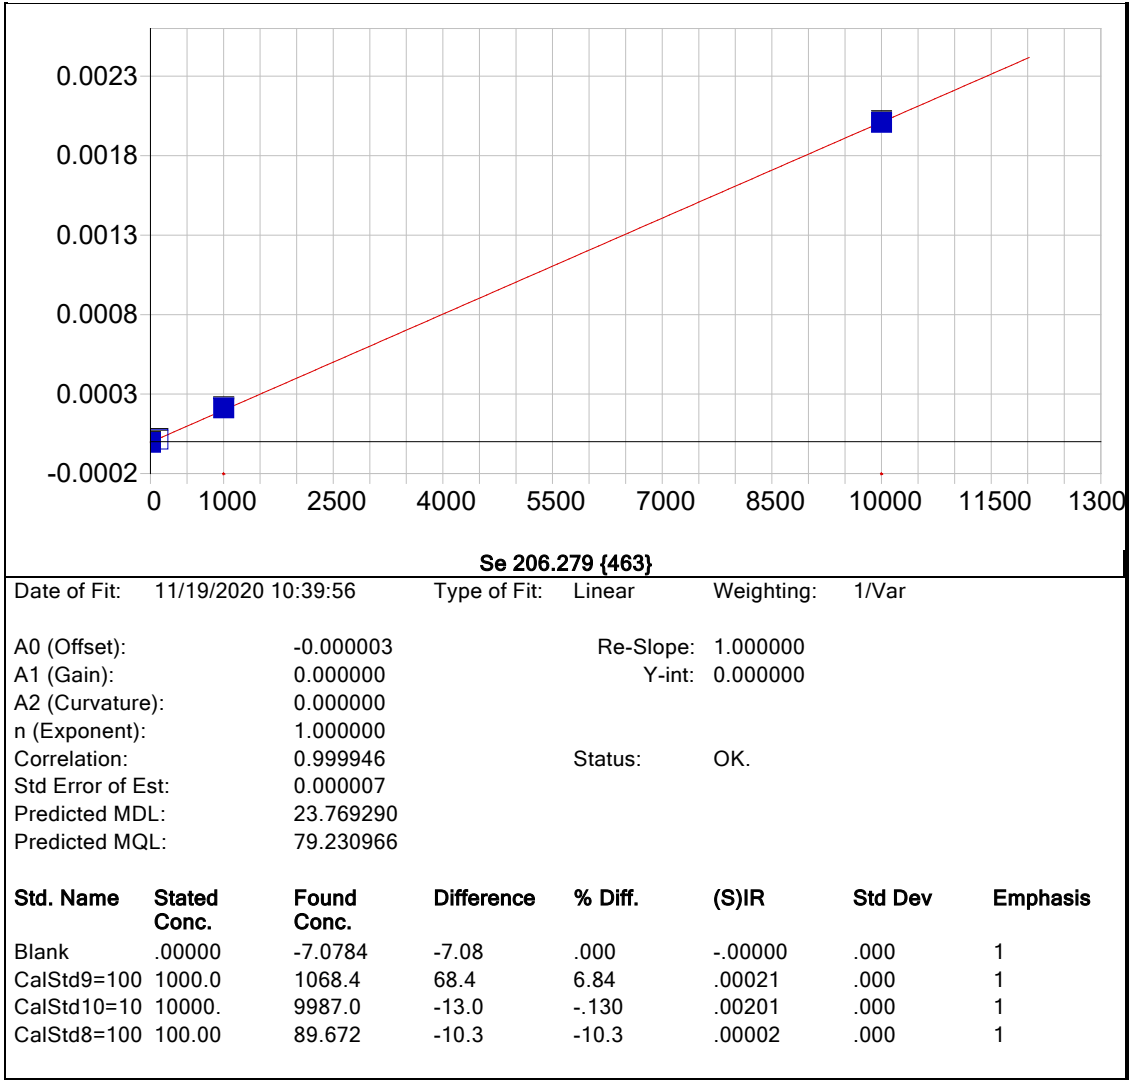 0.0023
0.0018
0.0013
0.0008
0.0003
-0.0002
0 1000 2500 4000 5500 7000 8500 10000 11500 1300
Se 206.279 {463}
Date of Fit: 11/19/2020 10:39:56 Type of Fit: Linear Weighting: 1/Var
A0 (Offset): -0.000003 Re-Slope: 1.000000
A1 (Gain): 0.000000 Y-int: 0.000000
A2 (Curvature): 0.000000
n (Exponent): 1.000000
Correlation: 0.999946 Status: OK.
Std Error of Est: 0.000007
Predicted MDL: 23.769290
Predicted MQL: 79.230966
Std. Name Stated Found Difference % Diff. (S)IR Std Dev Emphasis
Conc. Conc.
Blank .00000 -7.0784 -7.08 .000 -.00000 .000 1
CalStd9=100 1000.0 1068.4 68.4 6.84 .00021 .000 1
CalStd10=10 10000. 9987.0 -13.0 -.130 .00201 .000 1
CalStd8=100 100.00 89.672 -10.3 -10.3 .00002 .000 1